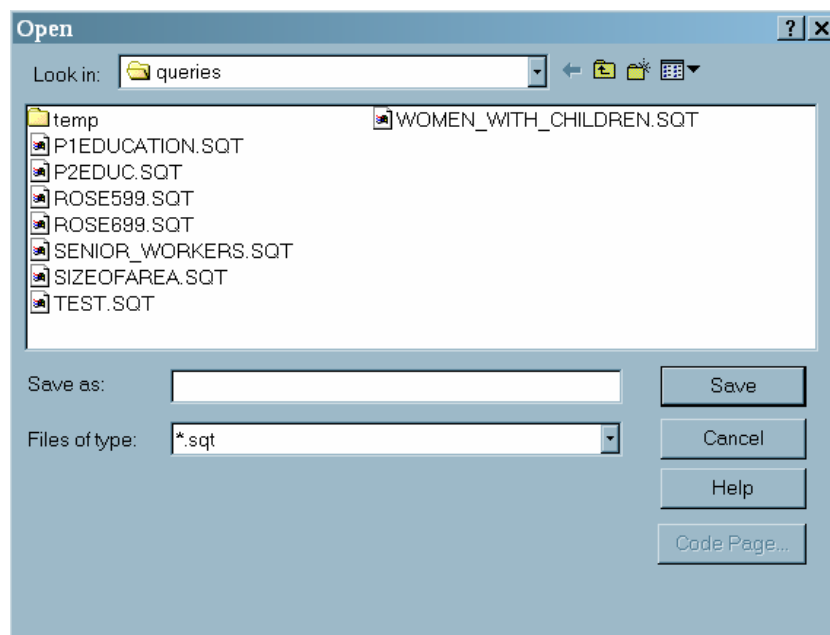 Open
Look in: queries
temp
P1EDUCATION.SQT
P2EDUC.SQT
ROSE599.SQT
ROSE699.SQT
SENIOR_WORKERS.SQT
SIZEOFAREA.SQT
TEST.SQT
WOMEN_WITH_CHILDREN.SQT
Save as:
Save
Files of type: *.sqt
Cancel
Help
Code Page...